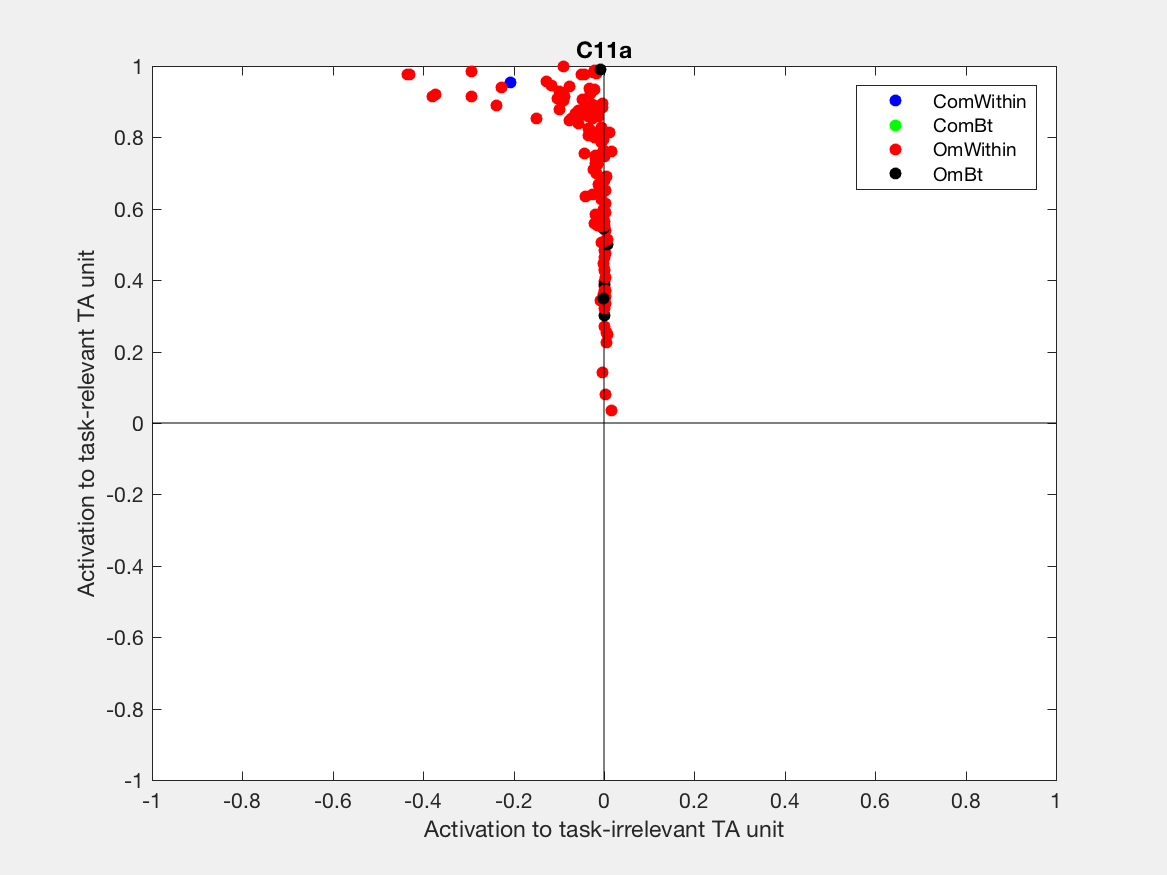 C11a
ComWithin
ComBt
OmWithin
OmBt
Activation to task-relevant TA unit
1
0.8
0.6
0.4
0.2
0
-0.2
-0.4
-0.6
-0.8
-1
-1 -0.8 -0.6 -0.4 -0.2 0 0.2 0.4 0.6 0.8 1
Activation to task-irrelevant TA unit